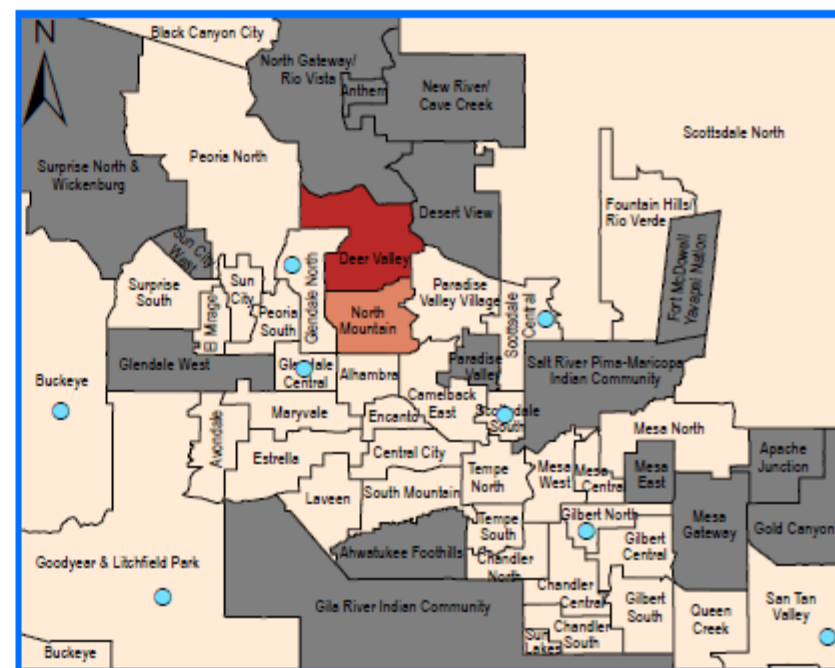 N
Black Canyon City
North Gateway/
Rio Vista
Anthem
New River/
Cave Creek
Scottsdale North
Peoria North
Surprise North &
Wickenburg
Fountain Hills/
Rio Verde
Desert View
Fort McDowell/
Yavapai Nation
Sun City
West
Deer Valley
Surprise
South
Sun
City
El Mirage
Peoria
South
Glendale North
North
Mountain
Paradise
Valley Village
Scottsdale
Central
Glendale West
Glendale
Central
Alhambra
Paradise
Valley
Salt River Pima-Maricopa
Indian Community
Buckeye
Camelback
East
Scottsdale
South
Maryvale
Encanto
Avondale
Mesa North
Estrella
Central City
Tempe
North
Mesa
West
Mesa
Central
Mesa
East
Apache
Junction
Laveen
South Mountain
Gilbert North
Mesa
Gateway
Gold Canyon
Tempe
South
Gilbert
Central
Goodyear & Litchfield Park
Ahwatukee Foothills
Chandler
North
Chandler
Central
Gilbert
South
Gila River Indian Community
Queen
Creek
San Tan
Valley
Sun
Lakes
Chandler
South
Buckeye